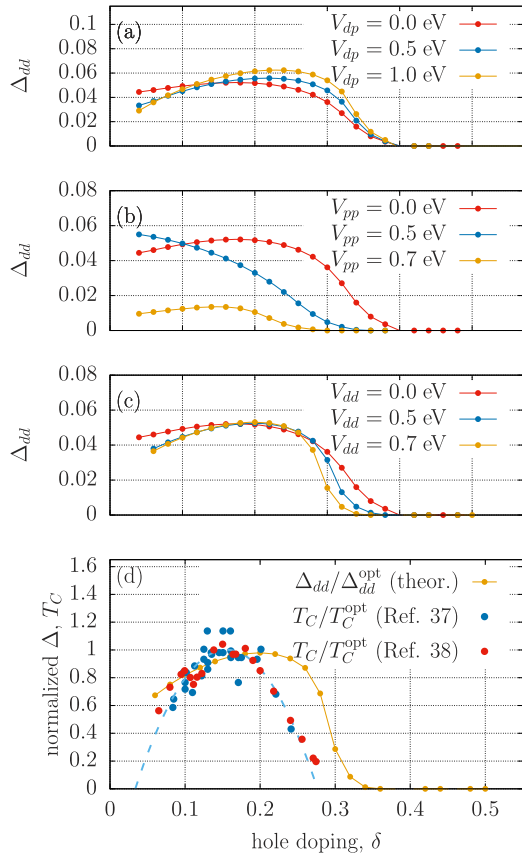 (a)
V_dp = 0.0 eV
V_dp = 0.5 eV
V_dp = 1.0 eV
Δ_dd
0.1
0.08
0.06
0.04
0.02
0
(b)
V_pp = 0.0 eV
V_pp = 0.5 eV
V_pp = 0.7 eV
Δ_dd
0.08
0.06
0.04
0.02
0
(c)
V_dd = 0.0 eV
V_dd = 0.5 eV
V_dd = 0.7 eV
Δ_dd
0.08
0.06
0.04
0.02
0
(d)
Δ_dd/Δ_dd^opt (theor.)
T_C/T_C^opt (Ref. 37)
T_C/T_C^opt (Ref. 38)
normalized Δ, T_C
1.6
1.4
1.2
1
0.8
0.6
0.4
0.2
0
0 0.1 0.2 0.3 0.4 0.5
hole doping, δ